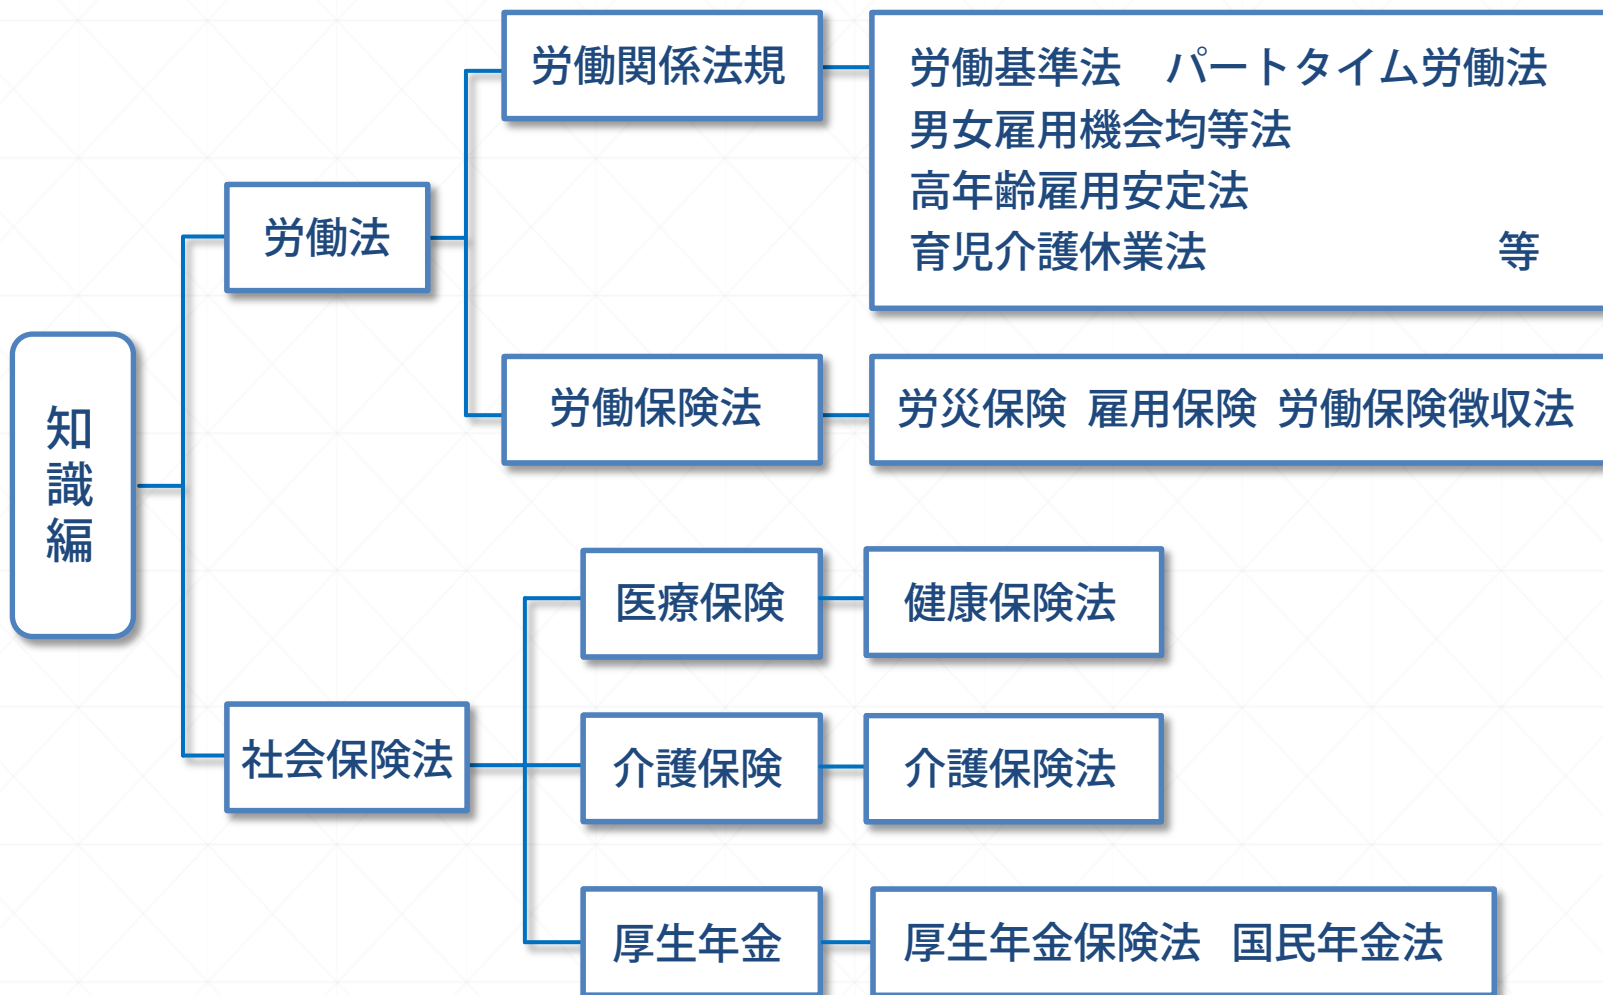 知識編
労働法
労働関係法規
労働基準法　パートタイム労働法
男女雇用機会均等法
高年齢雇用安定法
育児介護休業法　等
労働保険法
労災保険 雇用保険 労働保険徴収法
社会保険法
医療保険
健康保険法
介護保険
介護保険法
厚生年金
厚生年金保険法 国民年金法